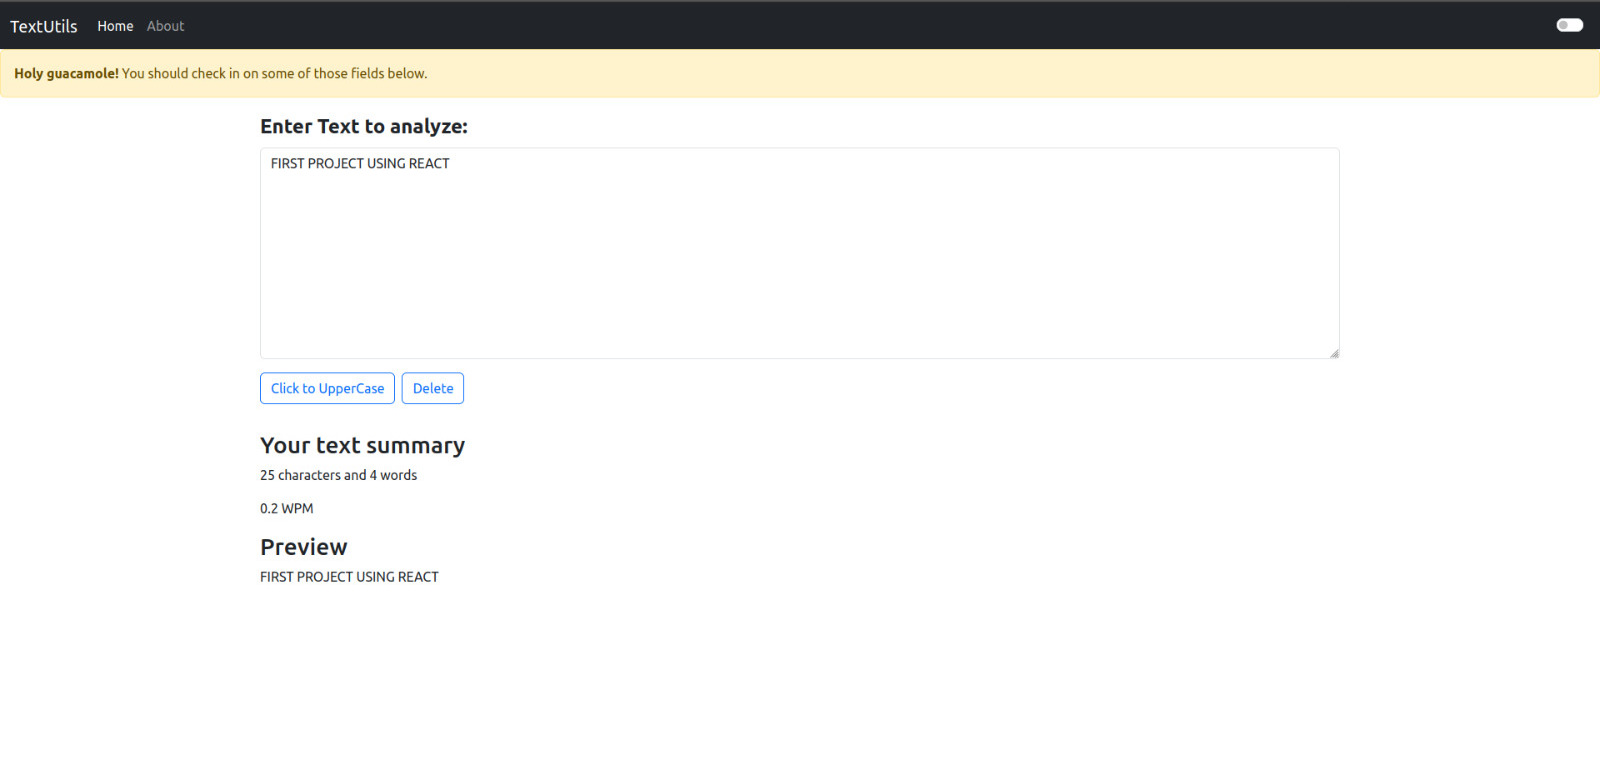 TextUtils Home About
Holy guacamole! You should check in on some of those fields below.
Enter Text to analyze:
FIRST PROJECT USING REACT
Click to UpperCase Delete
Your text summary
25 characters and 4 words
0.2 WPM
Preview
FIRST PROJECT USING REACT